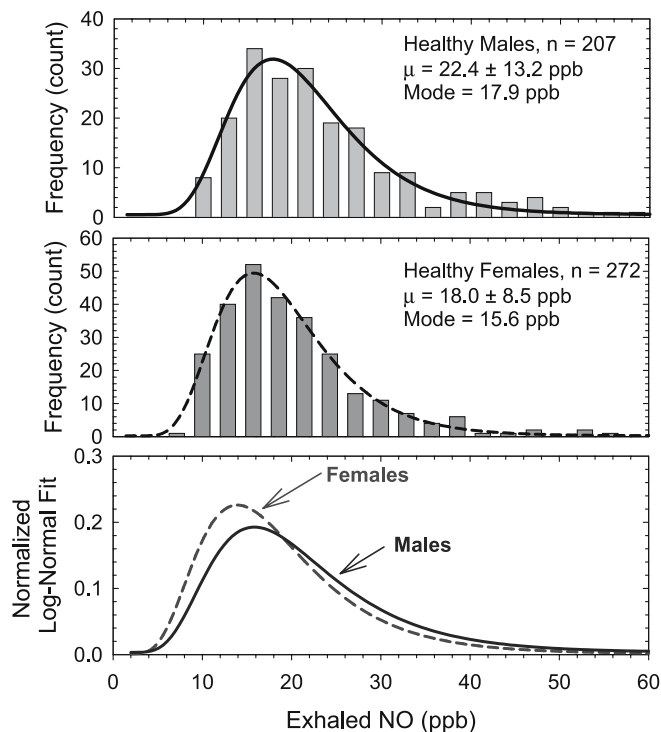 40
30
20
10
0
Frequency (count)
Healthy Males, n = 207
μ = 22.4 ± 13.2 ppb
Mode = 17.9 ppb
60
50
40
30
20
10
0
Frequency (count)
Healthy Females, n = 272
μ = 18.0 ± 8.5 ppb
Mode = 15.6 ppb
0.3
0.2
0.1
0.0
Normalized
Log-Normal Fit
Females
Males
0 10 20 30 40 50 60
Exhaled NO (ppb)